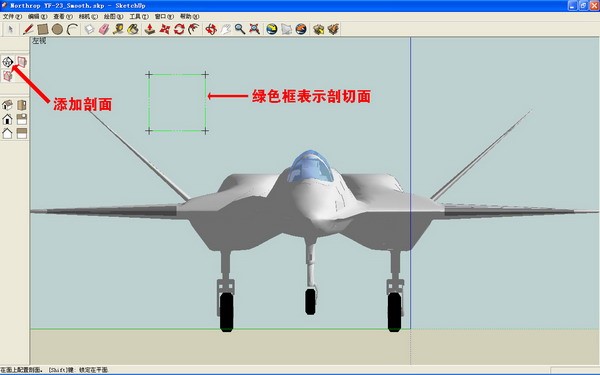 Northrop YF-23_Smooth.skp - SketchUp
文件(F) 编辑(E) 查看(V) 相机(C) 绘图(R) 工具(T) 窗口(W) 帮助(H)
左视
添加剖面
绿色框表示剖切面
在面上配置剖面. [Shift]键: 锁定在平面.